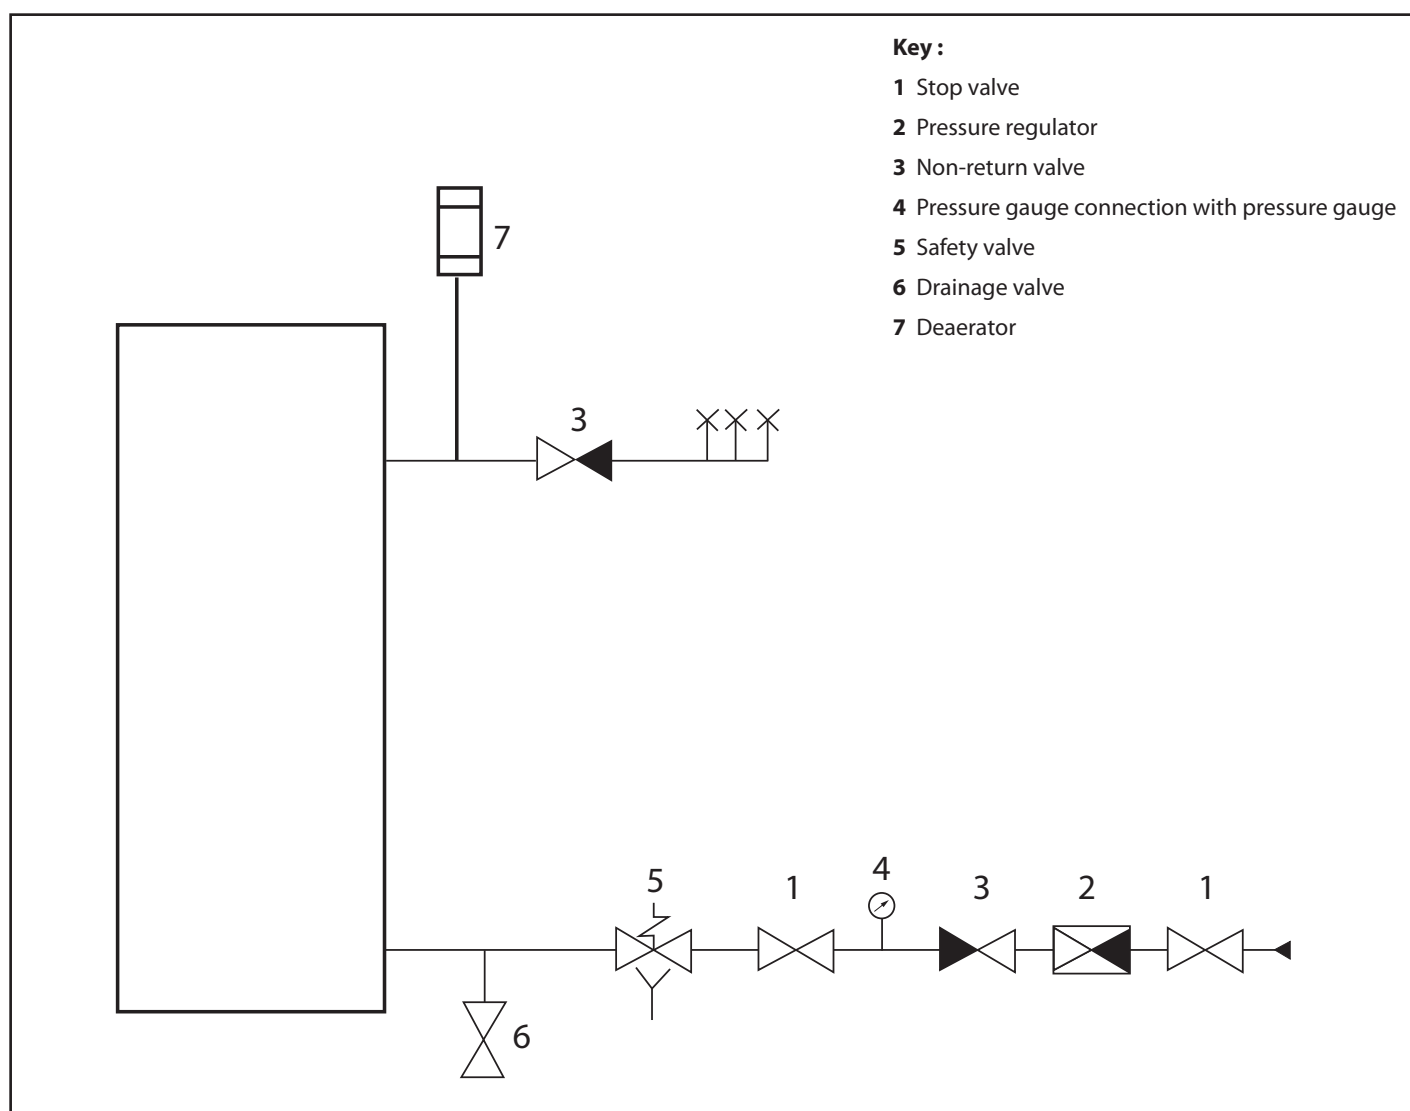 Key :
1 Stop valve
2 Pressure regulator
3 Non-return valve
4 Pressure gauge connection with pressure gauge
5 Safety valve
6 Drainage valve
7 Deaerator
7
3
5
1
4
3
2
1
6